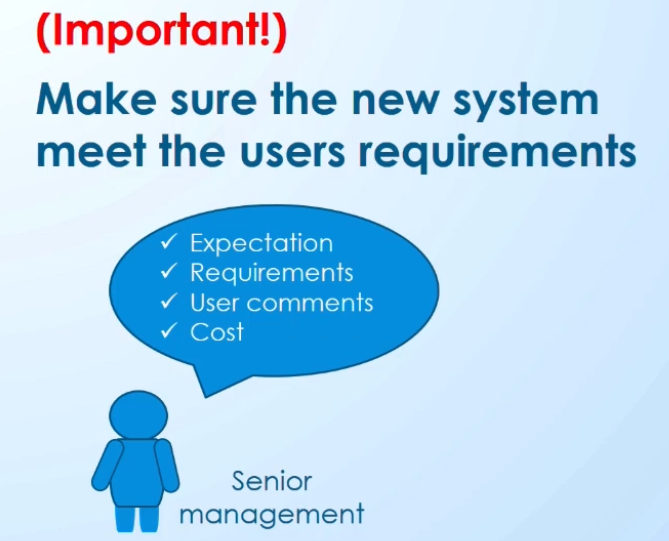 (Important!)
Make sure the new system
meet the users requirements
✓ Expectation
✓ Requirements
✓ User comments
✓ Cost
Senior
management